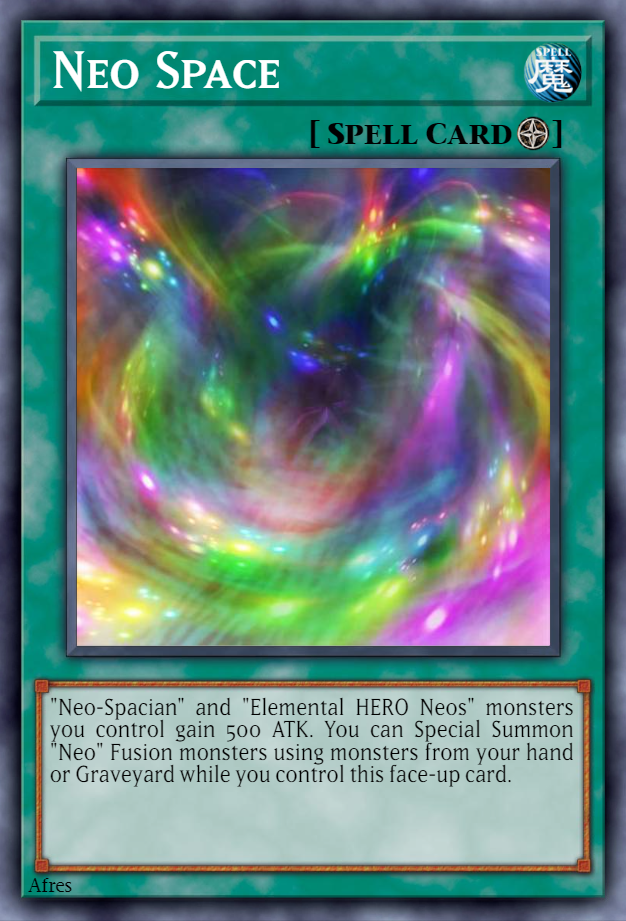 Neo Space
SPELL
魔
[ Spell Card ]
"Neo-Spacian" and "Elemental HERO Neos" monsters
you control gain 500 ATK. You can Special Summon
"Neo" Fusion monsters using monsters from your hand
or Graveyard while you control this face-up card.
Afres